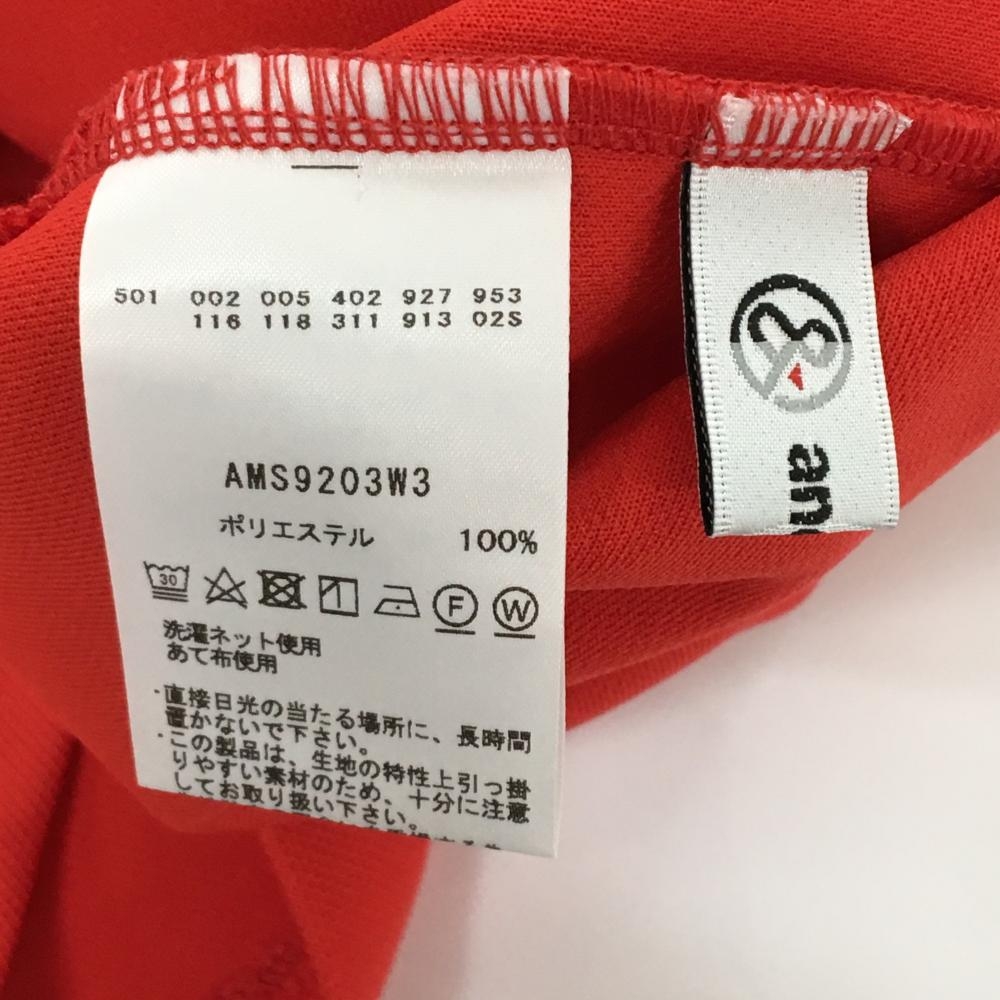 501 002 005 402 927 953
116 118 311 913 02S
AMS9203W3
ポリエステル 100%
30
F W
洗濯ネット使用
あて布使用
・直接日光の当たる場所に、長時間
置かないで下さい。
・この製品は、生地の特性上引っ掛
りやすい素材のため、十分に注意
してお取り扱い下さい。
an